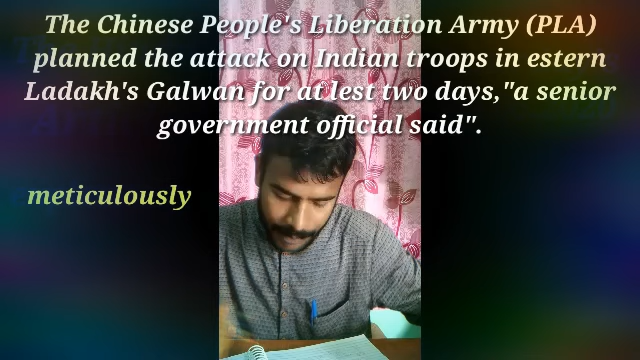 The Chinese People's Liberation Army (PLA)
planned the attack on Indian troops in estern
Ladakh's Galwan for at lest two days,"a senior
government official said".
meticulously